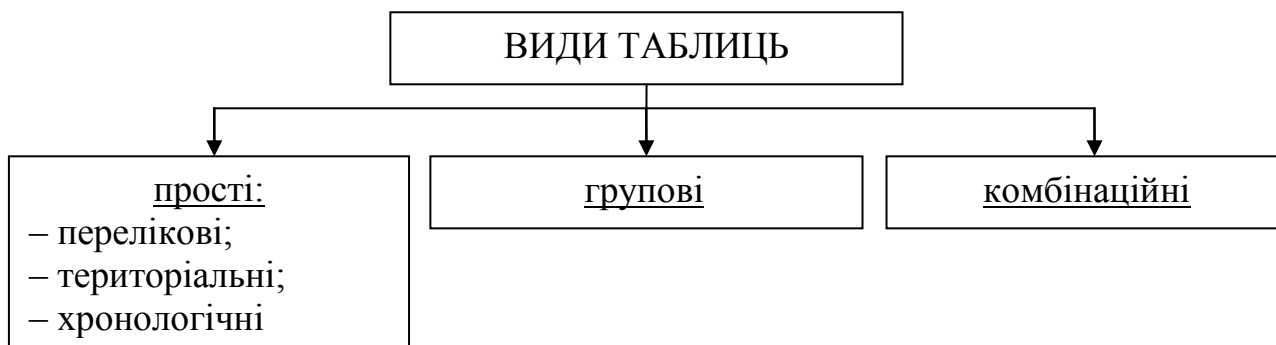 ВИДИ ТАБЛИЦЬ
прості:
– перелікові;
– територіальні;
– хронологічні
групові
комбінаційні